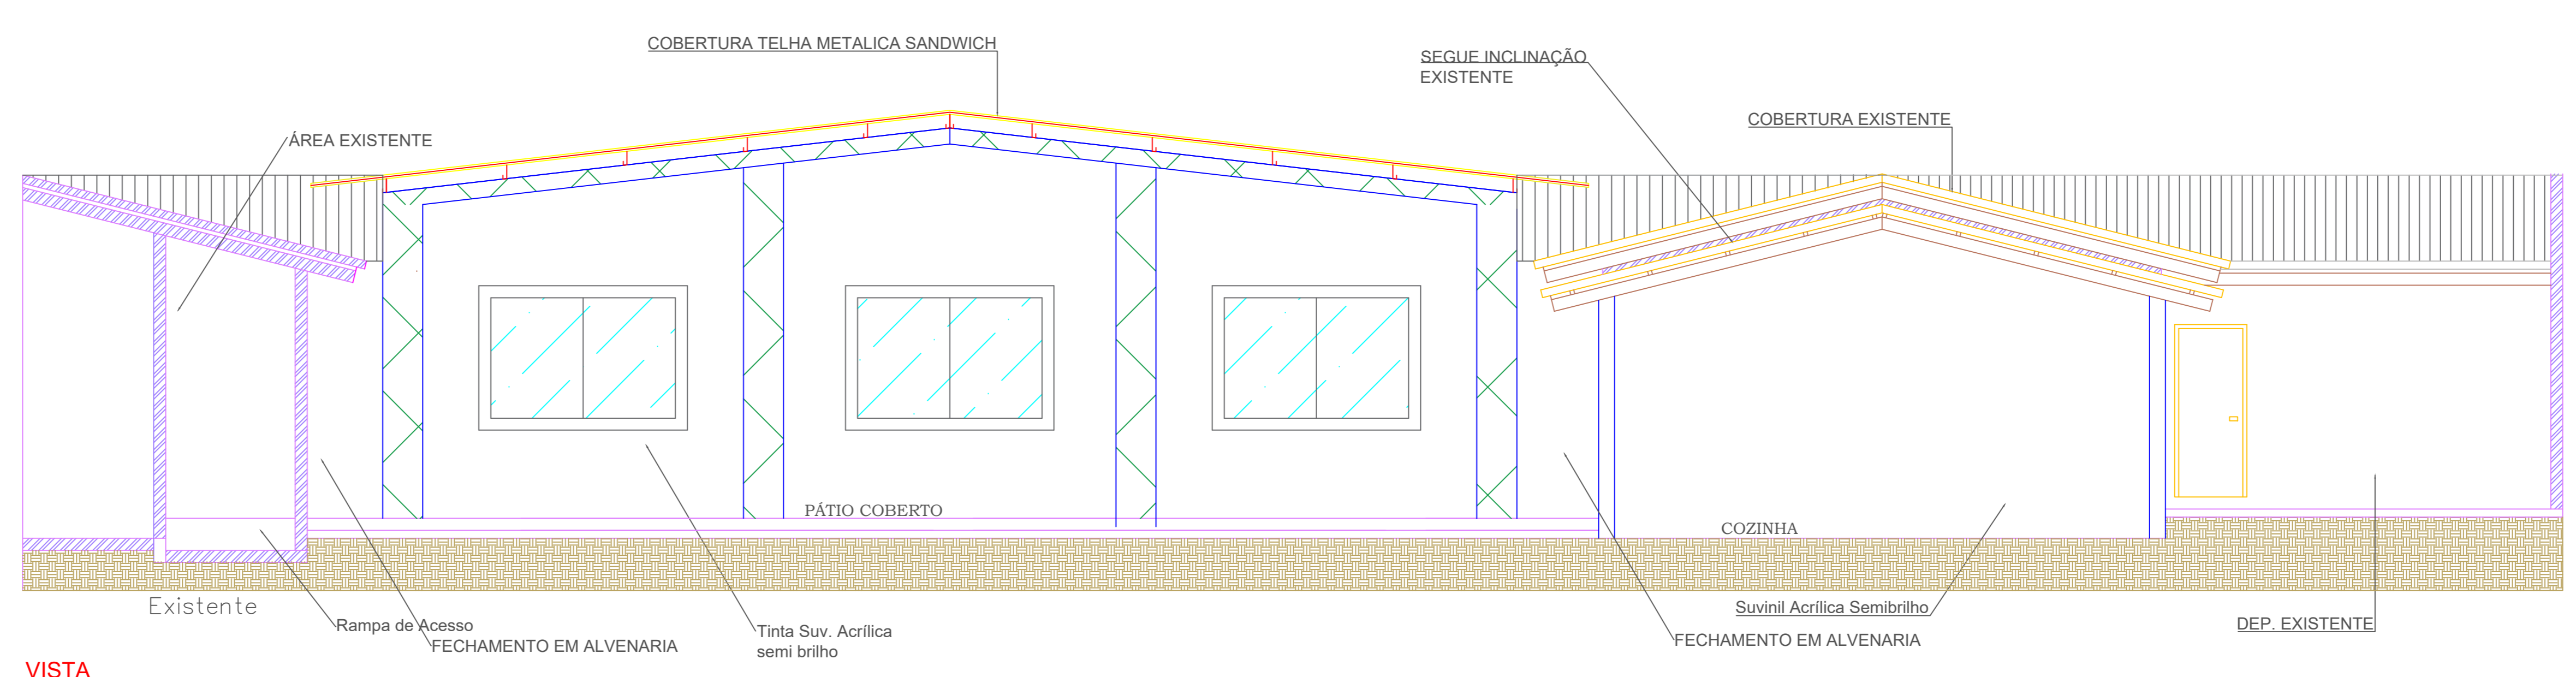 COBERTURA TELHA METALICA SANDWICH
SEGUE INCLINAÇÃO
EXISTENTE
COBERTURA EXISTENTE
ÁREA EXISTENTE
PÁTIO COBERTO
COZINHA
Existente
Rampa de Acesso
FECHAMENTO EM ALVENARIA
Tinta Suv. Acrílica
semi brilho
Suvinil Acrílica Semibrilho
FECHAMENTO EM ALVENARIA
DEP. EXISTENTE
VISTA